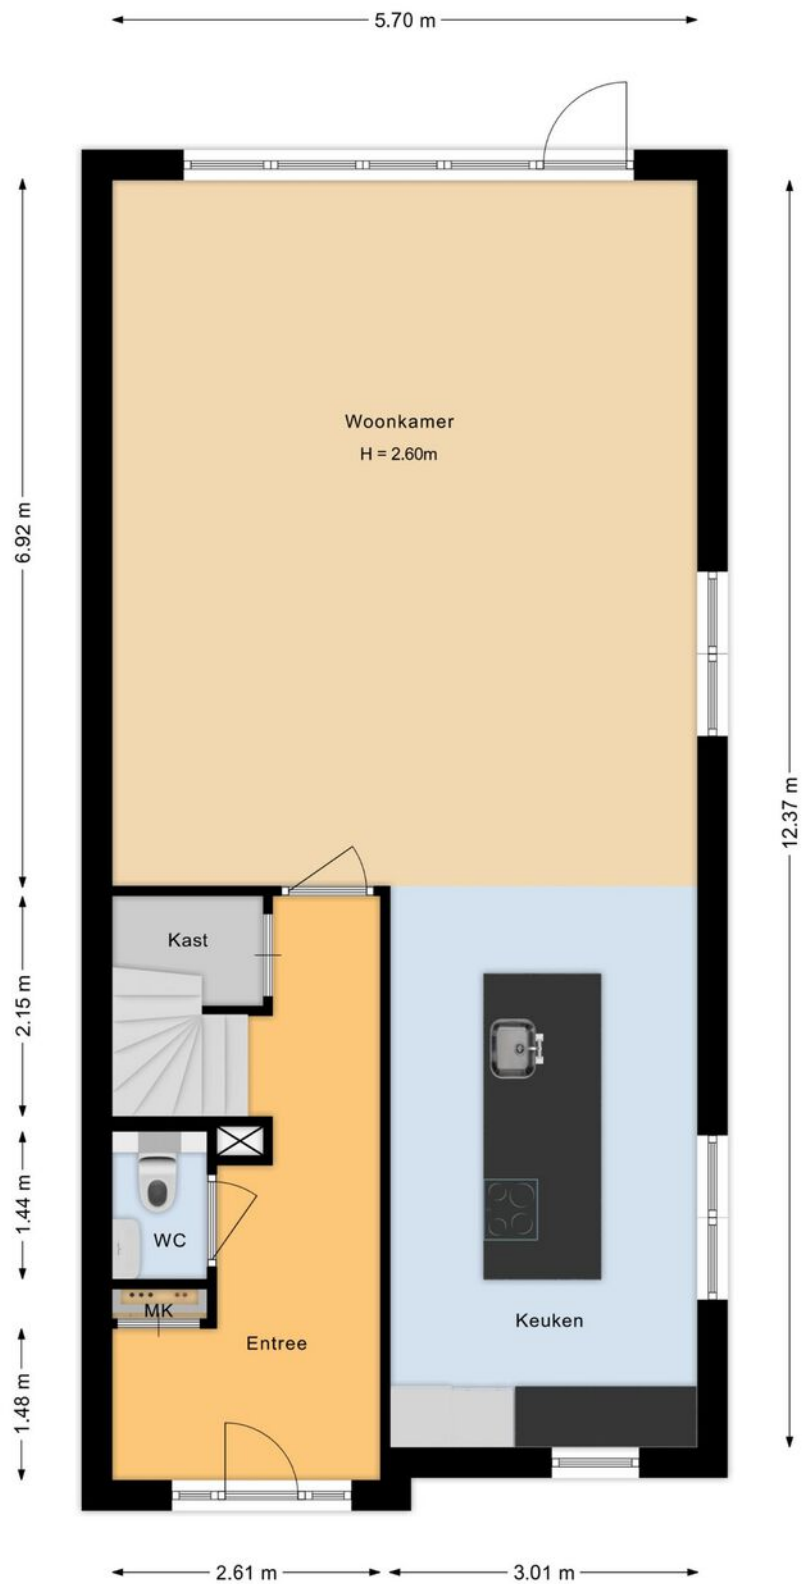 5.70 m
Woonkamer
H = 2.60m
6.92 m
12.37 m
Kast
2.15 m
1.44 m
WC
MK
Keuken
Entree
1.48 m
2.61 m
3.01 m